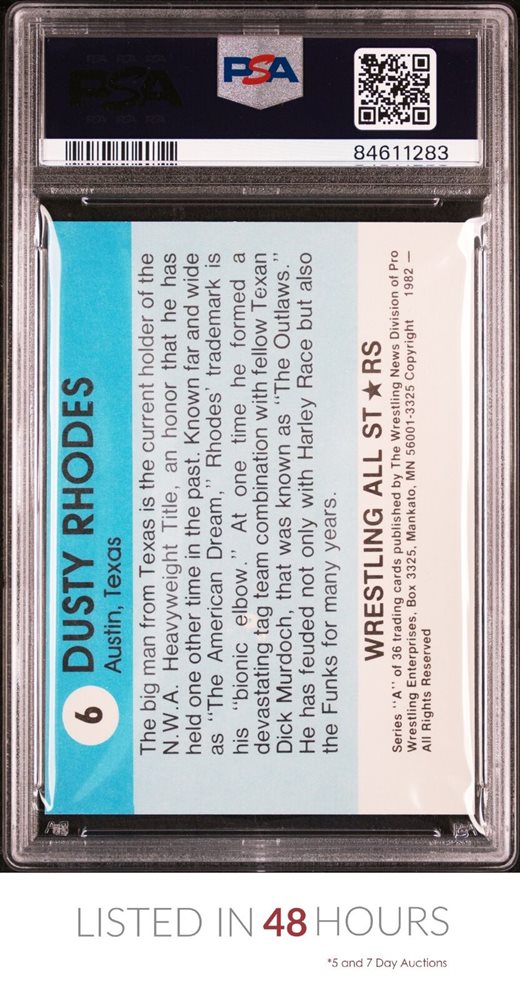 PSA
PSA
84611283
6
DUSTY RHODES
Austin, Texas
The big man from Texas is the current holder of the
N.W.A. Heavyweight Title, an honor that he has
held one other time in the past. Known far and wide
as "The American Dream," Rhodes' trademark is
his "bionic elbow." At one time he formed a
devastating tag team combination with fellow Texan
Dick Murdoch, that was known as "The Outlaws."
He has feuded not only with Harley Race but also
the Funks for many years.
WRESTLING ALL ST★RS
Series "A" of 36 trading cards published by The Wrestling News Division of Pro
Wrestling Enterprises, Box 3325, Mankato, MN 56001-3325 Copyright 1982 —
All Rights Reserved
LISTED IN 48 HOURS
*5 and 7 Day Auctions